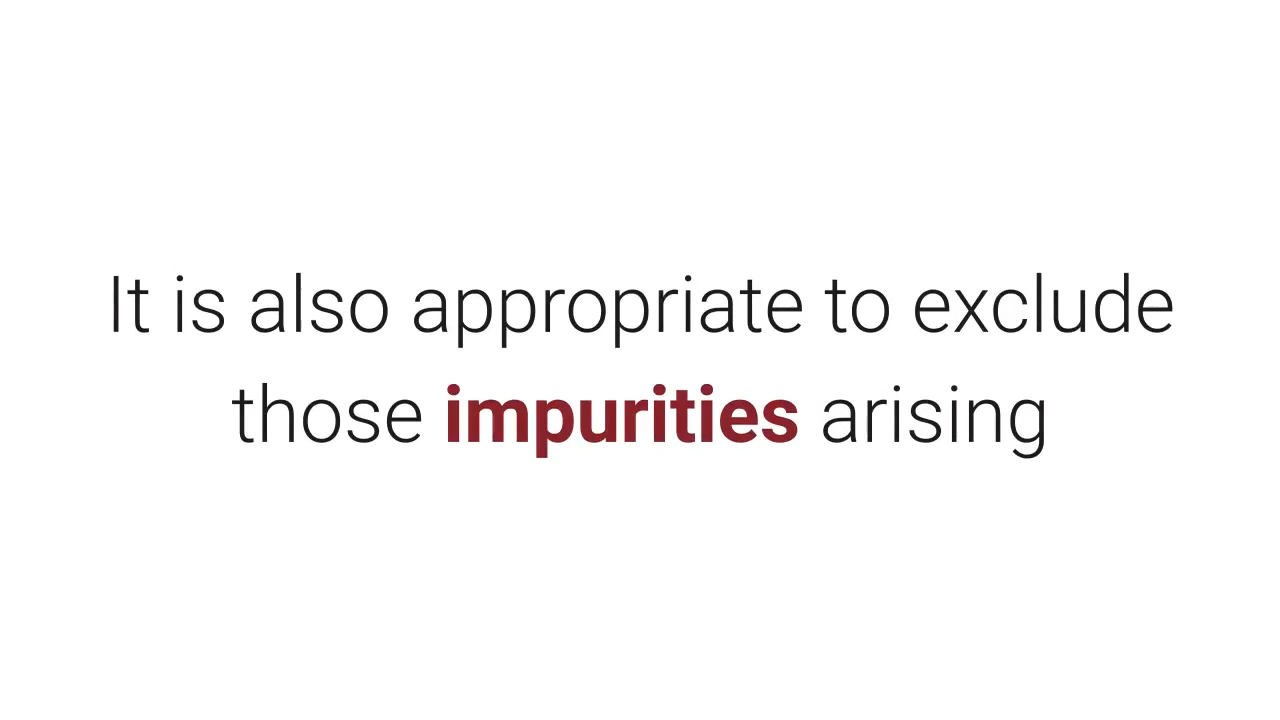 It is also appropriate to exclude
those impurities arising